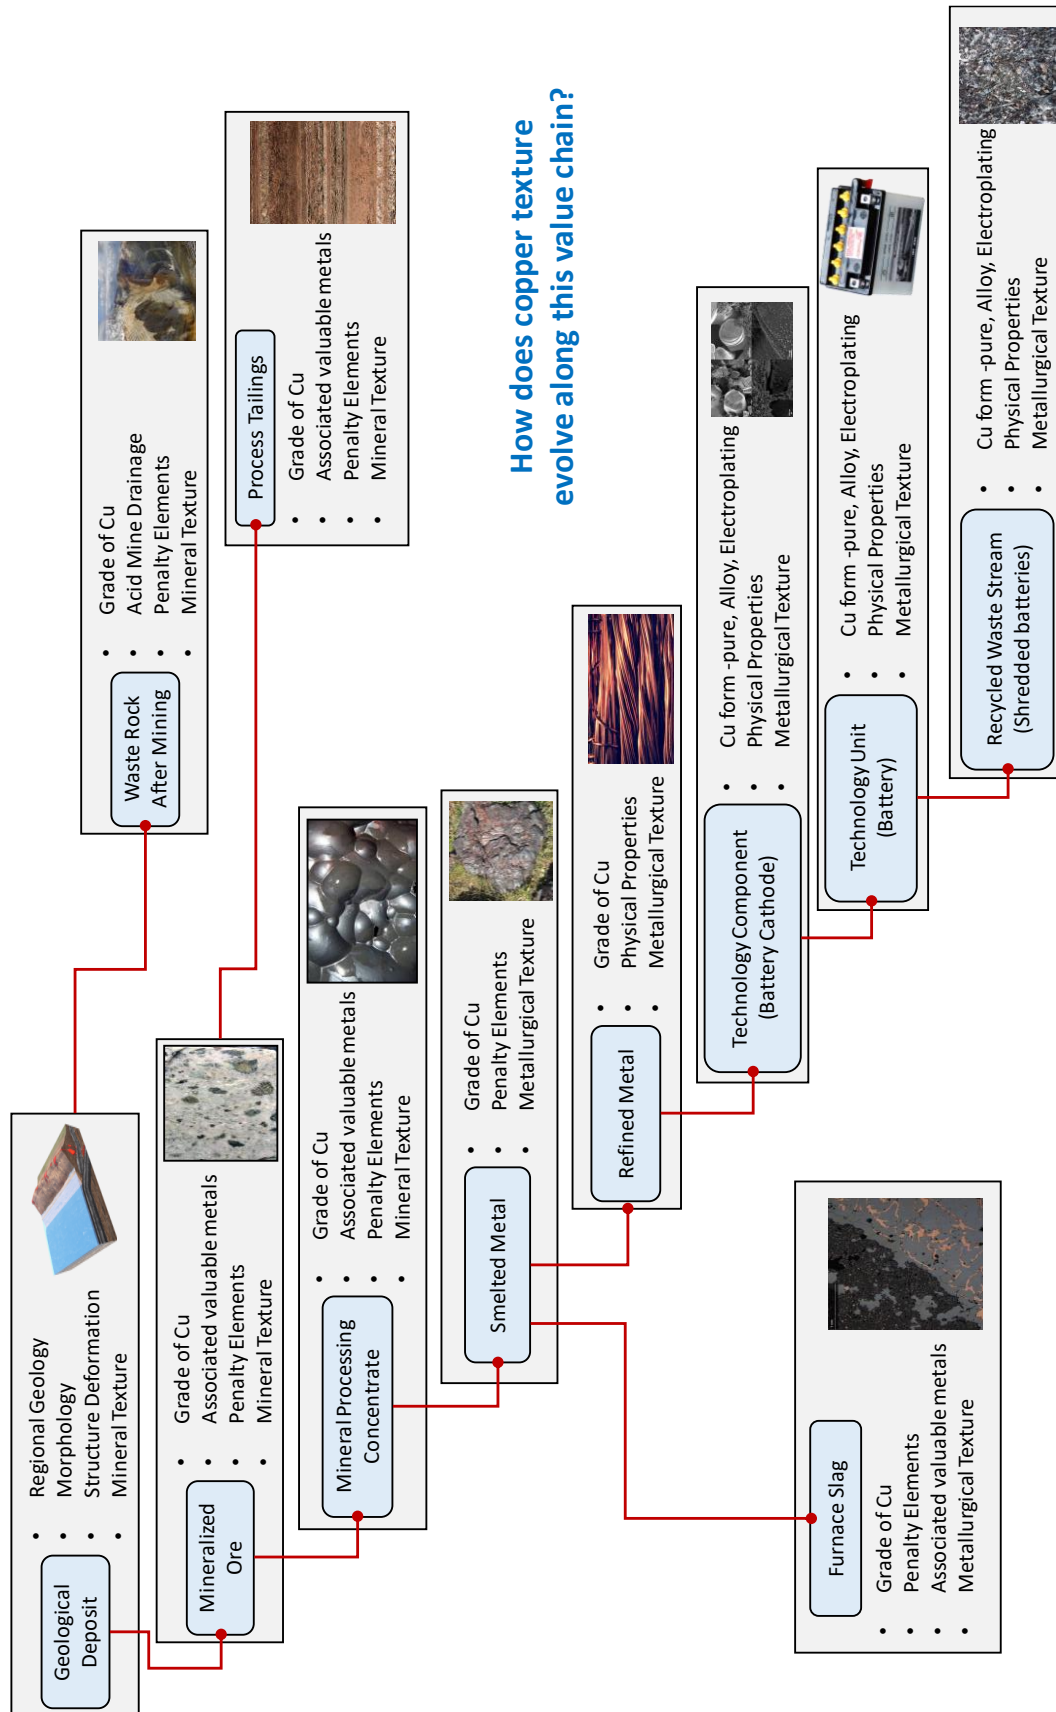 Geological
Deposit
• Regional Geology
• Morphology
• Structure Deformation
• Mineral Texture
Waste Rock
After Mining
• Grade of Cu
• Acid Mine Drainage
• Penalty Elements
• Mineral Texture
Mineralized
Ore
• Grade of Cu
• Associated valuable metals
• Penalty Elements
• Mineral Texture
Process Tailings
• Grade of Cu
• Associated valuable metals
• Penalty Elements
• Mineral Texture
Mineral Processing
Concentrate
• Grade of Cu
• Associated valuable metals
• Penalty Elements
• Mineral Texture
Smelted Metal
• Grade of Cu
• Penalty Elements
• Metallurgical Texture
How does copper texture
evolve along this value chain?
Refined Metal
• Grade of Cu
• Physical Properties
• Metallurgical Texture
Technology Component
(Battery Cathode)
• Cu form -pure, Alloy, Electroplating
• Physical Properties
• Metallurgical Texture
Furnace Slag
• Grade of Cu
• Penalty Elements
• Associated valuable metals
• Metallurgical Texture
Technology Unit
(Battery)
• Cu form -pure, Alloy, Electroplating
• Physical Properties
• Metallurgical Texture
Recycled Waste Stream
(Shredded batteries)
• Cu form -pure, Alloy, Electroplating
• Physical Properties
• Metallurgical Texture